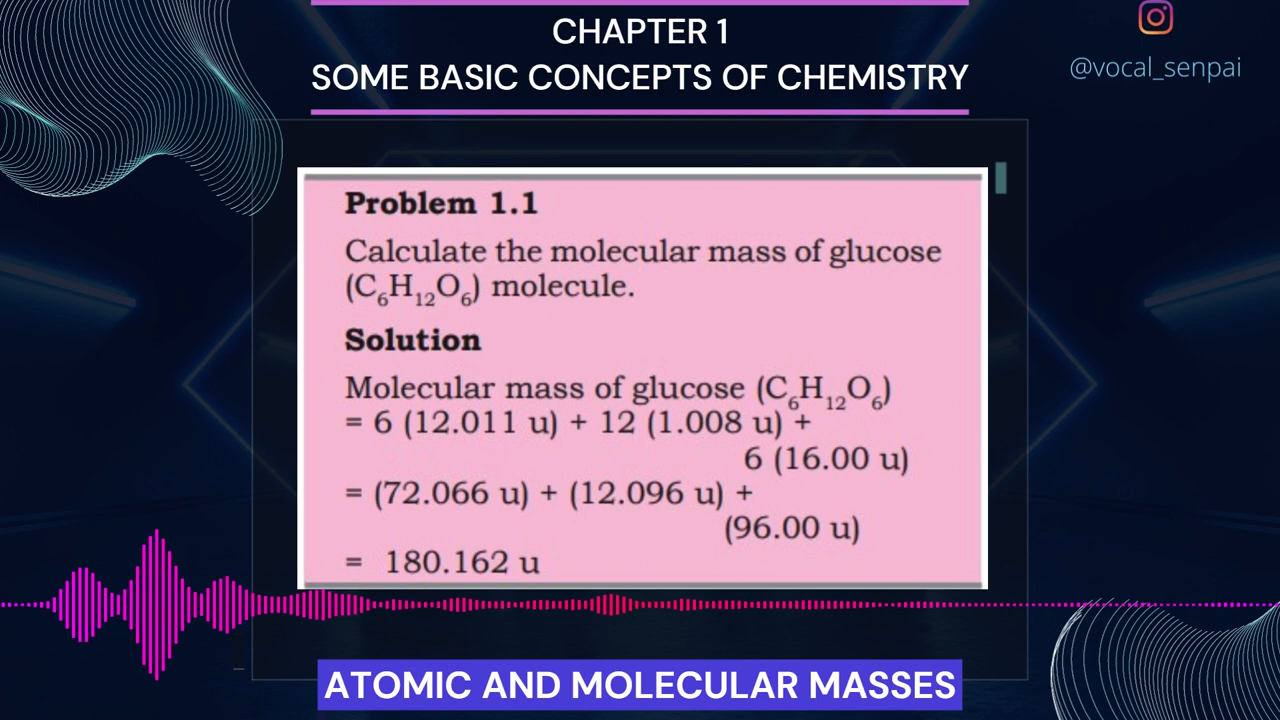 CHAPTER 1
SOME BASIC CONCEPTS OF CHEMISTRY
@vocal_senpai
Problem 1.1
Calculate the molecular mass of glucose
(C₆H₁₂O₆) molecule.
Solution
Molecular mass of glucose (C₆H₁₂O₆)
= 6 (12.011 u) + 12 (1.008 u) +
6 (16.00 u)
= (72.066 u) + (12.096 u) +
(96.00 u)
= 180.162 u
ATOMIC AND MOLECULAR MASSES